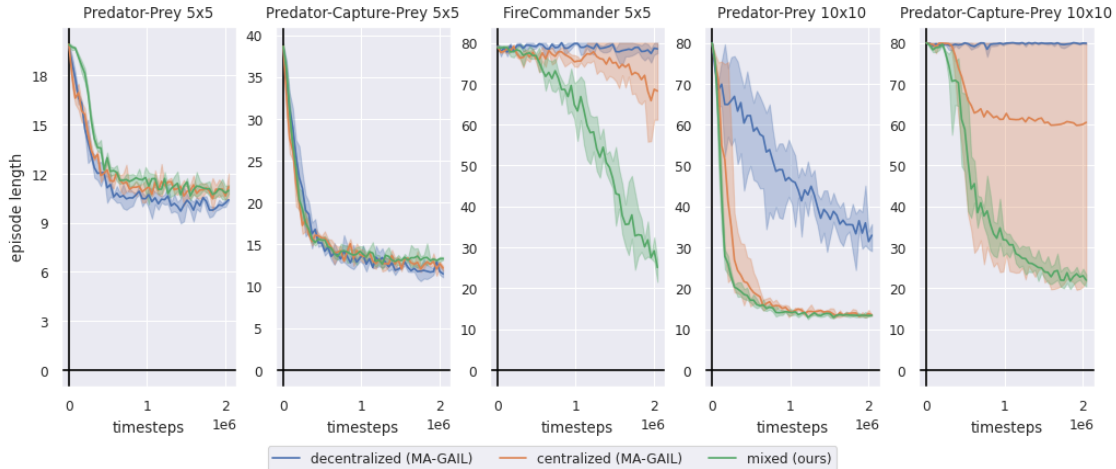 Predator-Prey 5x5
Predator-Capture-Prey 5x5
FireCommander 5x5
Predator-Prey 10x10
Predator-Capture-Prey 10x10
episode length
18
15
12
9
6
3
0
40
35
30
25
20
15
10
5
0
80
70
60
50
40
30
20
10
0
80
70
60
50
40
30
20
10
0
80
70
60
50
40
30
20
10
0
0 1 2
0 1 2
0 1 2
0 1 2
0 1 2
timesteps 1e6
timesteps 1e6
timesteps 1e6
timesteps 1e6
timesteps 1e6
decentralized (MA-GAIL) centralized (MA-GAIL) mixed (ours)